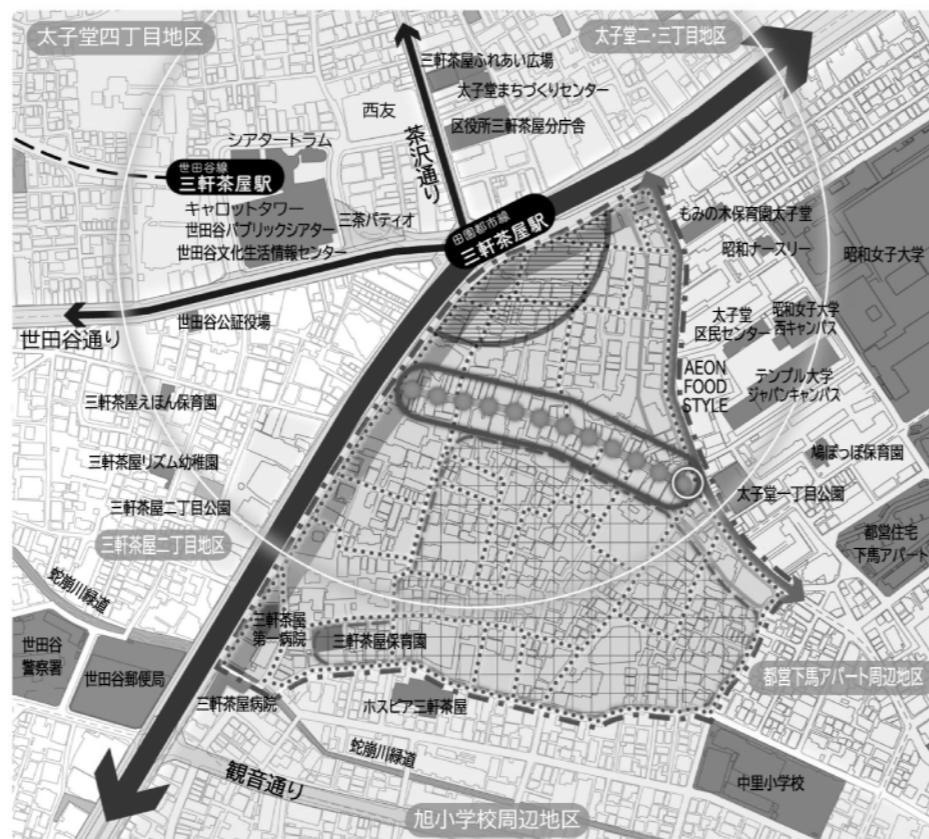 太子堂四丁目地区
太子堂二・三丁目地区
三軒茶屋ふれあい広場
太子堂まちづくりセンター
西友
区役所三軒茶屋分庁舎
茶沢通り
シアタートラム
世田谷線
三軒茶屋駅
キャロットタワー
世田谷パブリックシアター
世田谷文化生活情報センター
三茶パティオ
田園都市線
三軒茶屋駅
もみの木保育園太子堂
昭和ナースリー
昭和女子大学
世田谷通り
世田谷公証役場
太子堂
区民センター
昭和女子大学
西キャンパス
AEON
FOOD
STYLE
テンプル大学
ジャパンキャンパス
三軒茶屋えほん保育園
三軒茶屋リズム幼稚園
三軒茶屋二丁目公園
三軒茶屋二丁目地区
鳩ぽっぽ保育園
太子堂一丁目公園
都営住宅
下馬アパート
蛇崩川緑道
世田谷
警察署
世田谷郵便局
三軒茶屋
第一病院
三軒茶屋保育園
三軒茶屋病院
ホスピア三軒茶屋
都営下馬アパート周辺地区
蛇崩川緑道
観音通り
中里小学校
旭小学校周辺地区